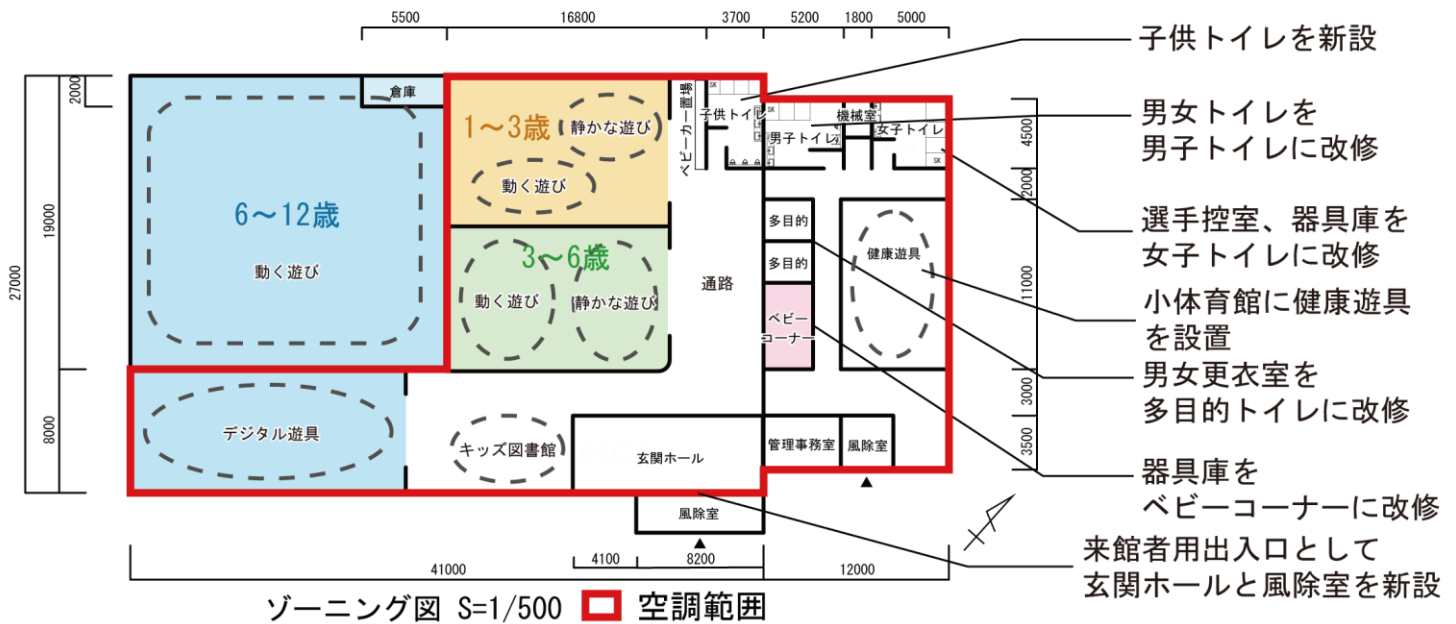 5500
16800
3700
5200
1800
5000
子供トイレを新設
男女トイレを
男子トイレに改修
選手控室、器具庫を
女子トイレに改修
小体育館に健康遊具
を設置
男女更衣室を
多目的トイレに改修
器具庫を
ベビーコーナーに改修
来館者用出入口として
玄関ホールと風除室を新設
2000
19000
27000
8000
倉庫
6～12歳
動く遊び
1～3歳
静かな遊び
動く遊び
3～6歳
動く遊び
静かな遊び
ベビーカー置場
SK
子供トイレ
SK
男子トイレ
機械室
女子トイレ
SK
通路
多目的
多目的
ベビー
コーナー
健康遊具
4500
2000
11000
3000
3500
デジタル遊具
キッズ図書館
玄関ホール
管理事務室
風除室
風除室
4100
8200
41000
12000
ゾーニング図 S=1/500
空調範囲